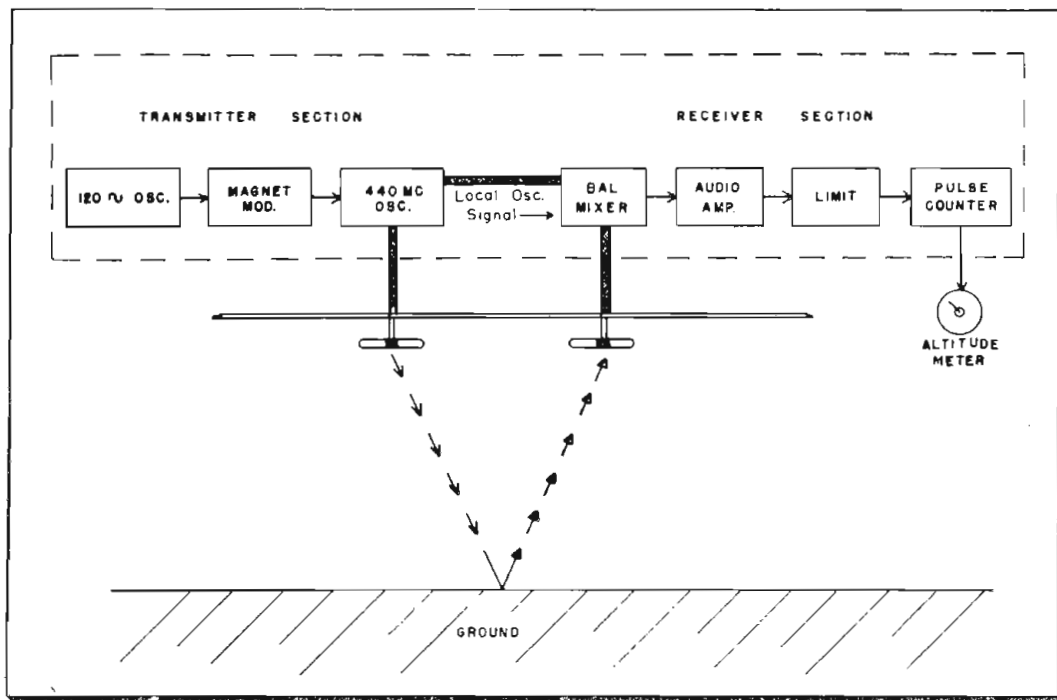 TRANSMITTER SECTION
RECEIVER SECTION
120 ~ OSC.
MAGNET
MOD.
440 MC
OSC.
Local Osc.
Signal
BAL
MIXER
AUDIO
AMP.
LIMIT
PULSE
COUNTER
ALTITUDE
METER
GROUND